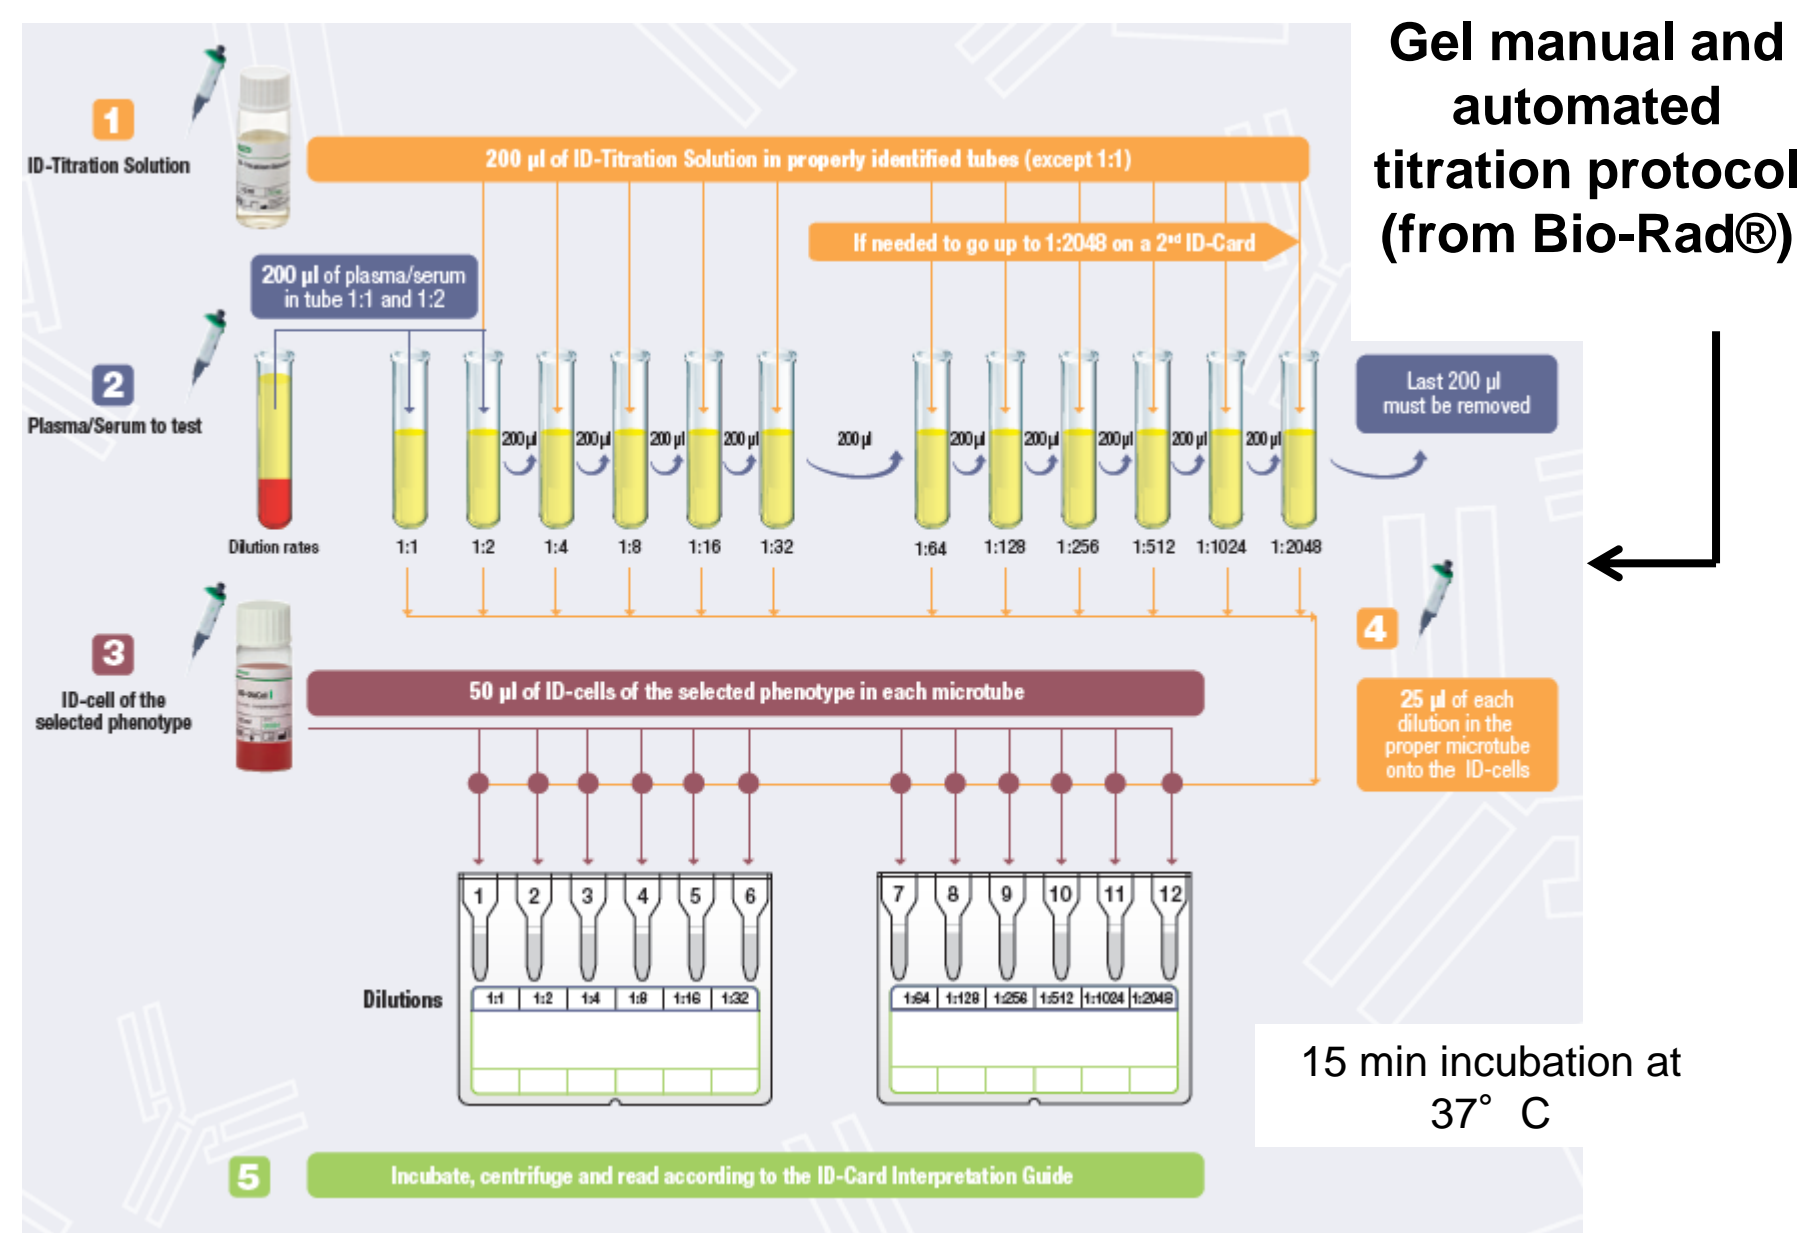 Gel manual and
automated
titration protocol
(from Bio-Rad®)
1
ID-Titration Solution
200 µl of ID-Titration Solution in properly identified tubes (except 1:1)
If needed to go up to 1:2048 on a 2nd ID-Card
200 µl of plasma/serum
in tube 1:1 and 1:2
2
Plasma/Serum to test
Last 200 µl
must be removed
200 µl 200 µl 200 µl 200 µl 200 µl 200 µl 200 µl 200 µl 200 µl 200 µl
Dilution rates 1:1 1:2 1:4 1:8 1:16 1:32 1:64 1:128 1:256 1:512 1:1024 1:2048
3
ID-cell of the
selected phenotype
50 µl of ID-cells of the selected phenotype in each microtube
4
25 µl of each
dilution in the
proper microtube
onto the ID-cells
1 2 3 4 5 6 7 8 9 10 11 12
Dilutions 1:1 1:2 1:4 1:8 1:16 1:32 1:64 1:128 1:256 1:512 1:1024 1:2048
15 min incubation at
37° C
5
Incubate, centrifuge and read according to the ID-Card Interpretation Guide